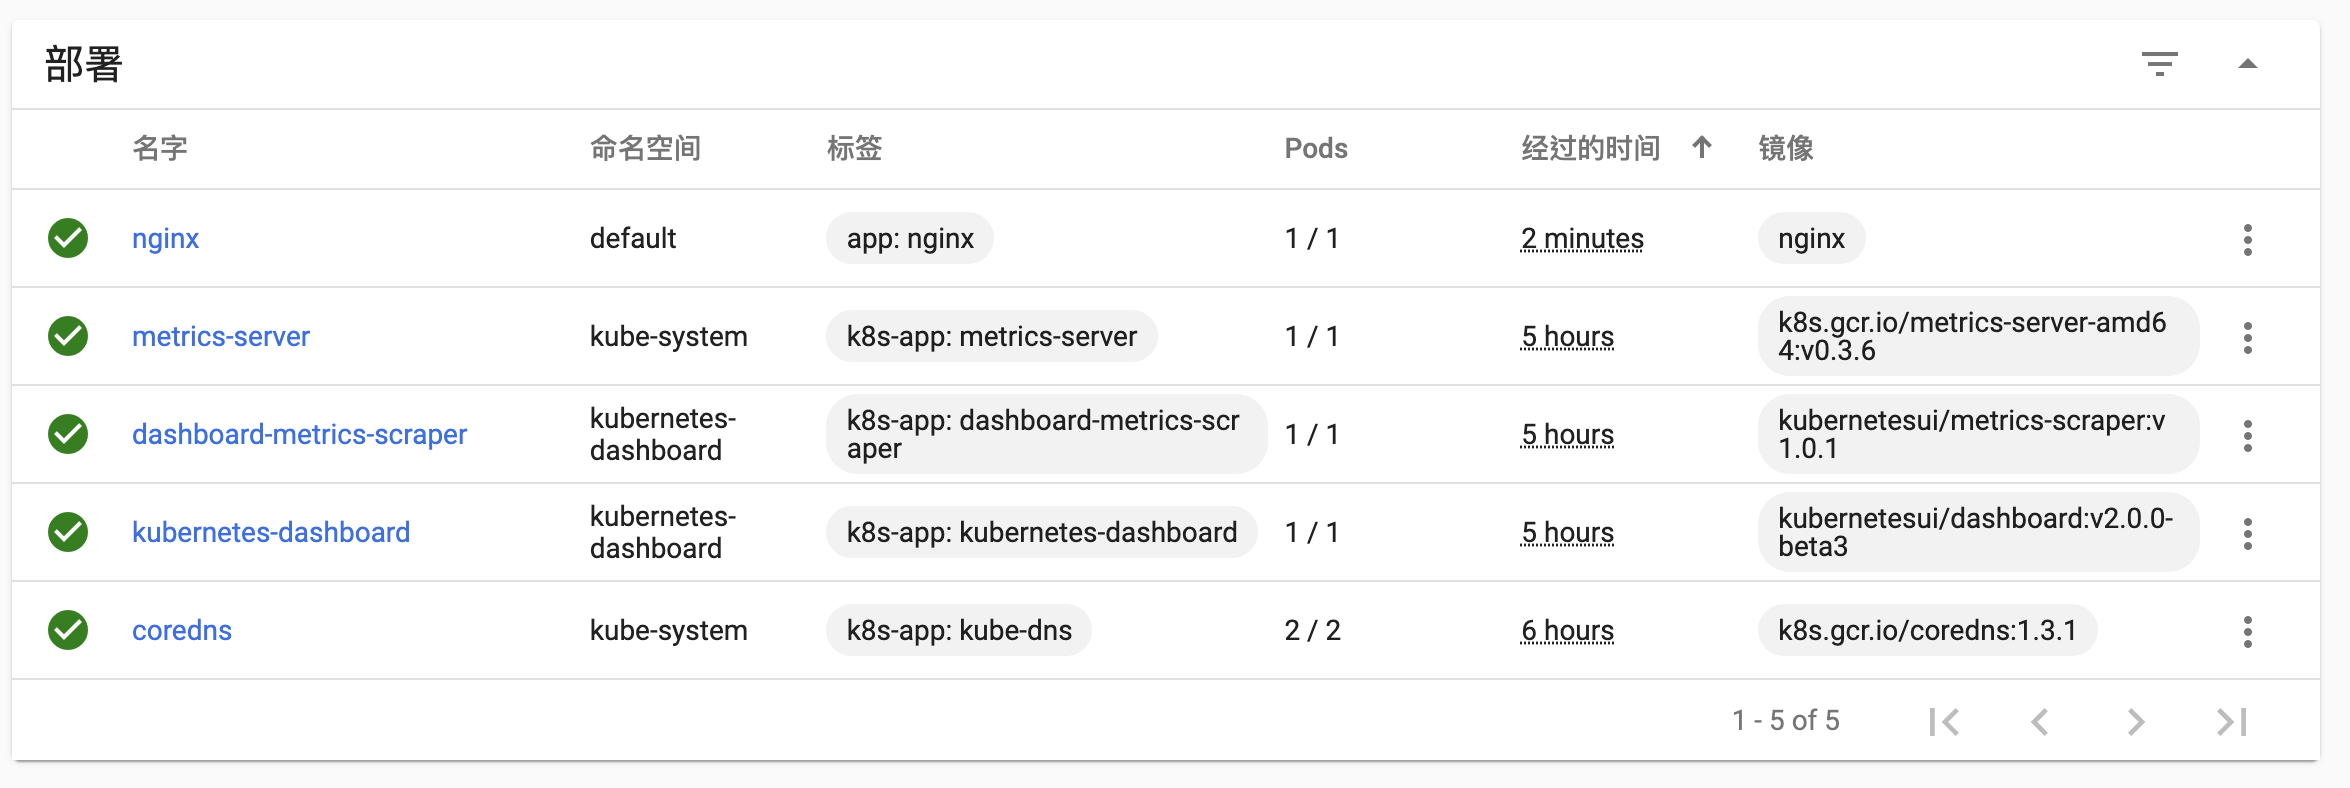 部署
名字 命名空间 标签 Pods 经过的时间 镜像
nginx default app: nginx 1 / 1 2 minutes nginx
metrics-server kube-system k8s-app: metrics-server 1 / 1 5 hours k8s.gcr.io/metrics-server-amd6
4:v0.3.6
dashboard-metrics-scraper kubernetes- k8s-app: dashboard-metrics-scr 1 / 1 5 hours kubernetesui/metrics-scraper:v
dashboard aper 1.0.1
kubernetes-dashboard kubernetes- k8s-app: kubernetes-dashboard 1 / 1 5 hours kubernetesui/dashboard:v2.0.0-
dashboard beta3
coredns kube-system k8s-app: kube-dns 2 / 2 6 hours k8s.gcr.io/coredns:1.3.1
1 - 5 of 5